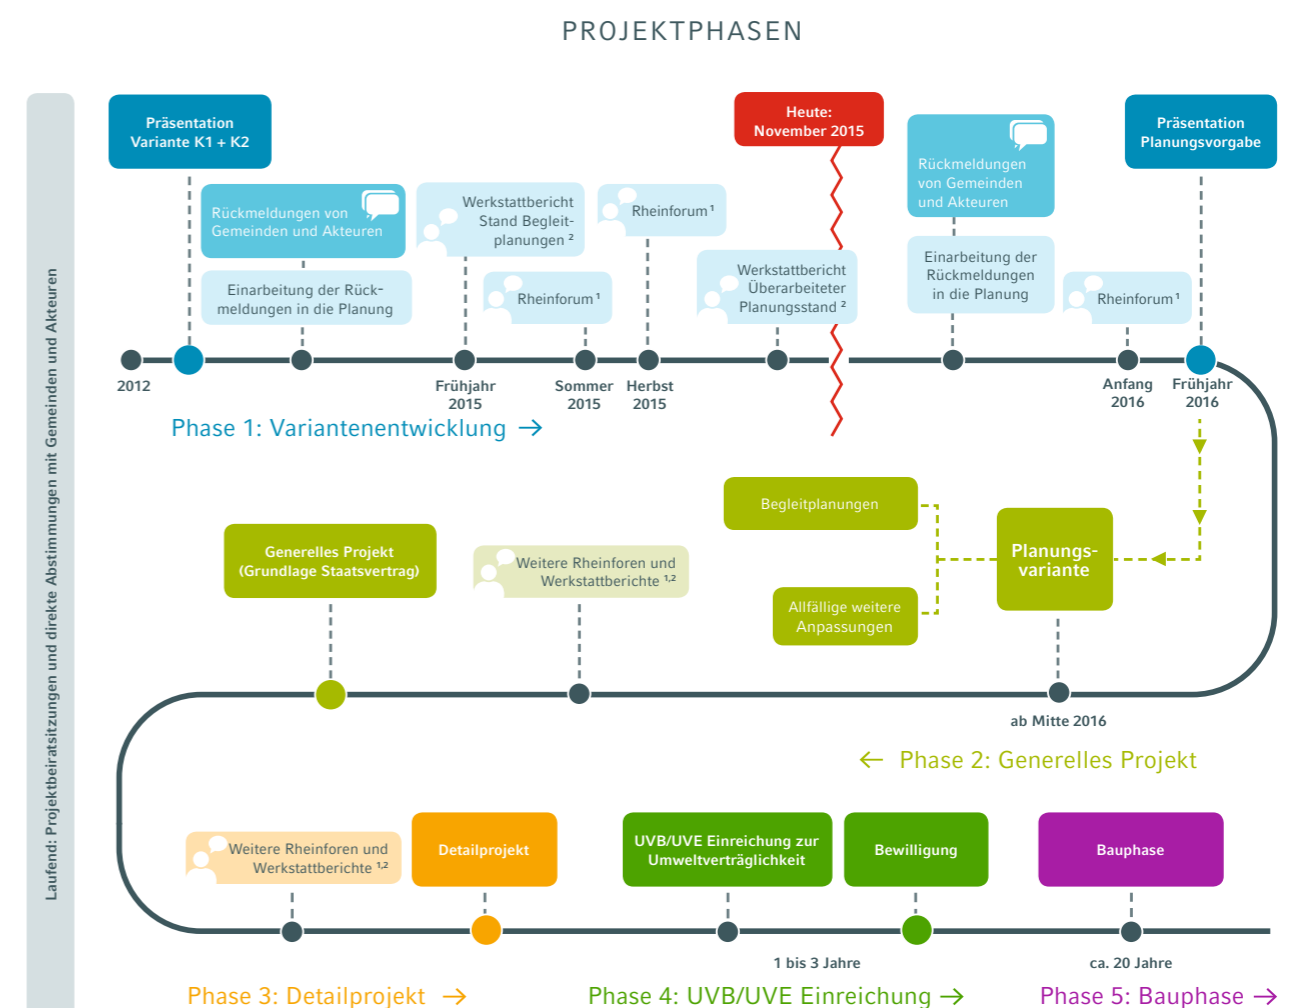 PROJEKTPHASEN
Laufend: Projektbeiratsitzungen und direkte Abstimmungen mit Gemeinden und Akteuren
Präsentation
Variante K1 + K2
Rückmeldungen von
Gemeinden und Akteuren
Einarbeitung der Rück-
meldungen in die Planung
Werkstattbericht
Stand Begleit-
planungen ²
Rheinforum ¹
Rheinforum ¹
Werkstattbericht
Überarbeiteter
Planungsstand ²
Heute:
November 2015
Rückmeldungen
von Gemeinden
und Akteuren
Einarbeitung der
Rückmeldungen
in die Planung
Rheinforum ¹
Präsentation
Planungsvorgabe
2012
Frühjahr
2015
Sommer
2015
Herbst
2015
Anfang
2016
Frühjahr
2016
Phase 1: Variantenentwicklung →
Generelles Projekt
(Grundlage Staatsvertrag)
Weitere Rheinforen und
Werkstattberichte ¹,²
Begleitplanungen
Allfällige weitere
Anpassungen
Planungs-
variante
ab Mitte 2016
← Phase 2: Generelles Projekt
Weitere Rheinforen und
Werkstattberichte ¹,²
Detailprojekt
UVB/UVE Einreichung zur
Umweltverträglichkeit
Bewilligung
Bauphase
1 bis 3 Jahre
ca. 20 Jahre
Phase 3: Detailprojekt →
Phase 4: UVB/UVE Einreichung →
Phase 5: Bauphase →